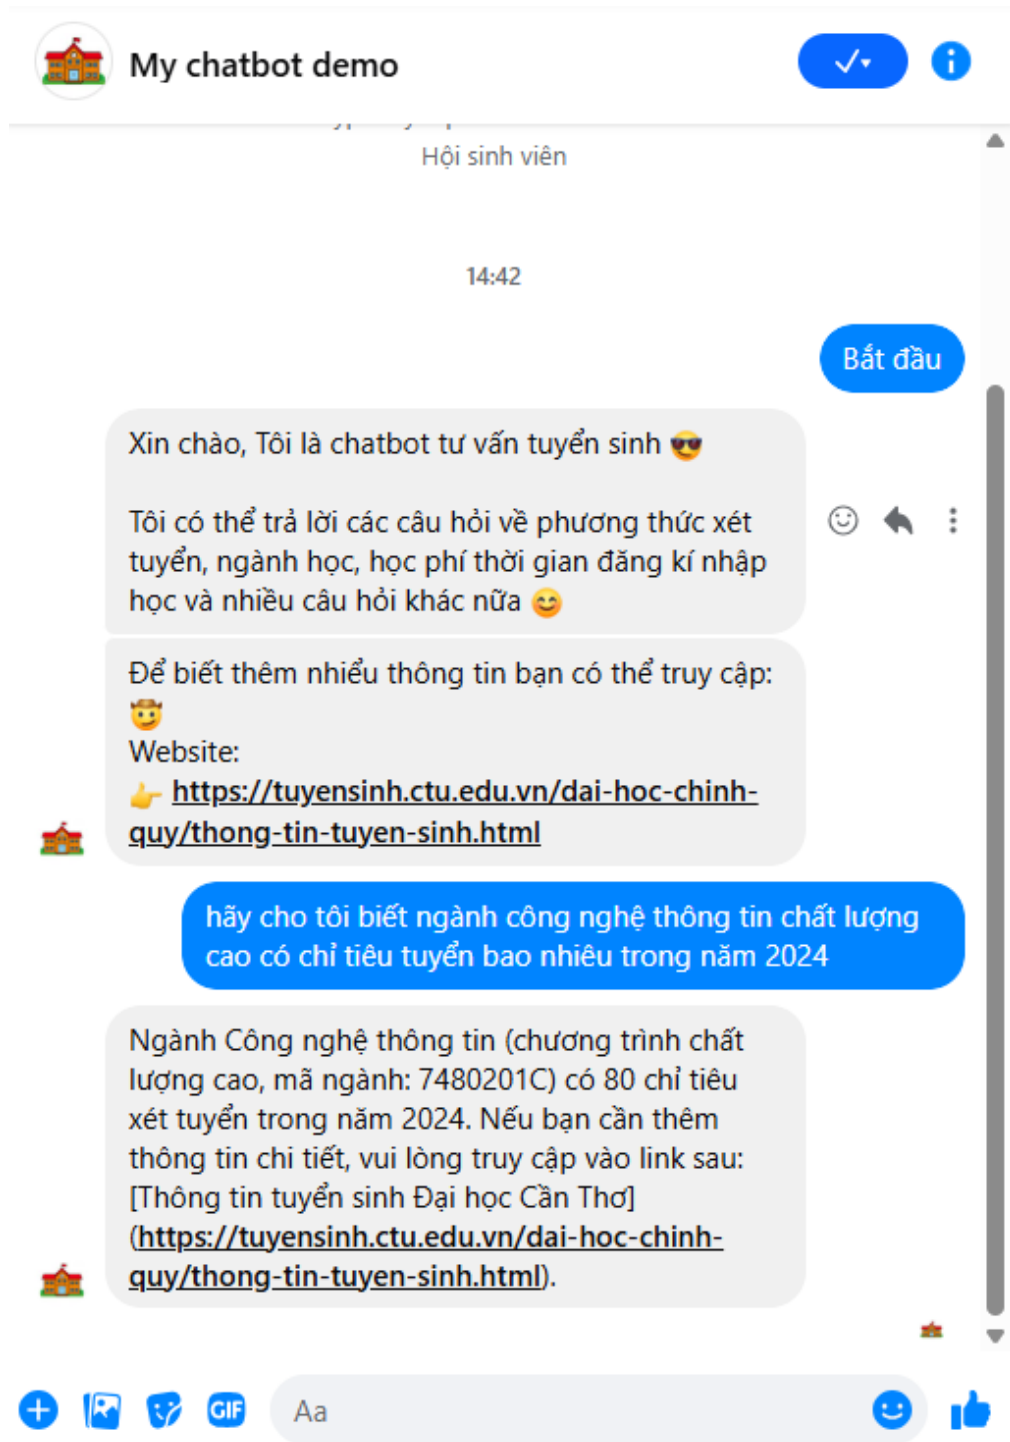 My chatbot demo
Hội sinh viên
14:42
Bắt đầu
Xin chào, Tôi là chatbot tư vấn tuyển sinh 😎
Tôi có thể trả lời các câu hỏi về phương thức xét
tuyển, ngành học, học phí thời gian đăng kí nhập
học và nhiều câu hỏi khác nữa 😊
Để biết thêm nhiểu thông tin bạn có thể truy cập:
🤠
Website:
👉 https://tuyensinh.ctu.edu.vn/dai-hoc-chinh-
quy/thong-tin-tuyen-sinh.html
hãy cho tôi biết ngành công nghệ thông tin chất lượng
cao có chỉ tiêu tuyển bao nhiêu trong năm 2024
Ngành Công nghệ thông tin (chương trình chất
lượng cao, mã ngành: 7480201C) có 80 chỉ tiêu
xét tuyển trong năm 2024. Nếu bạn cần thêm
thông tin chi tiết, vui lòng truy cập vào link sau:
[Thông tin tuyển sinh Đại học Cần Thơ]
(https://tuyensinh.ctu.edu.vn/dai-hoc-chinh-
quy/thong-tin-tuyen-sinh.html).
GIF
Aa